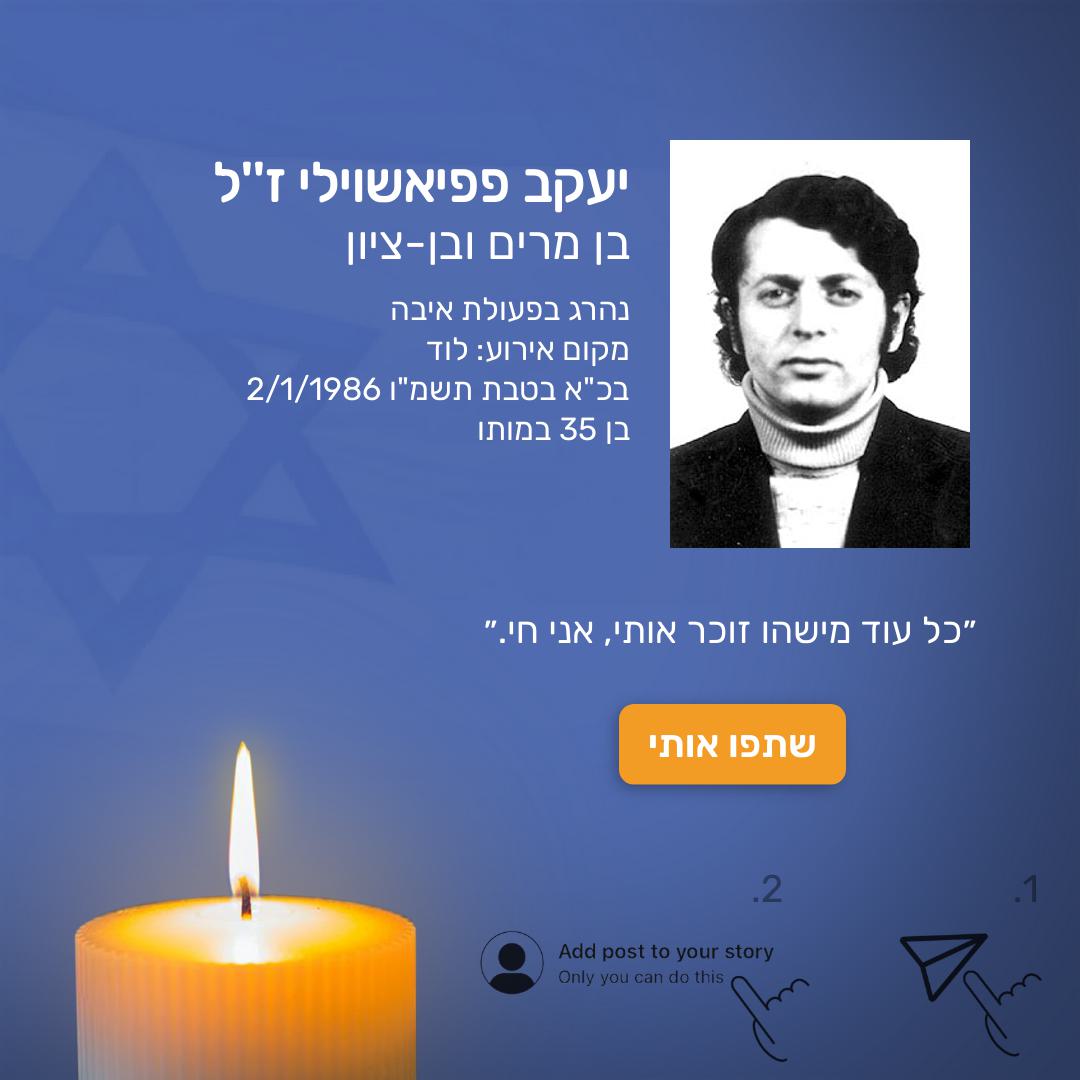 יעקב פפיאשוילי ז"ל
בן מרים ובן-ציון
נהרג בפעולת איבה
מקום אירוע: לוד
בכ"א בטבת תשמ"ו 2/1/1986
בן 35 במותו
״כל עוד מישהו זוכר אותי, אני חי.״
שתפו אותי
.1
.2
Add post to your story
Only you can do this